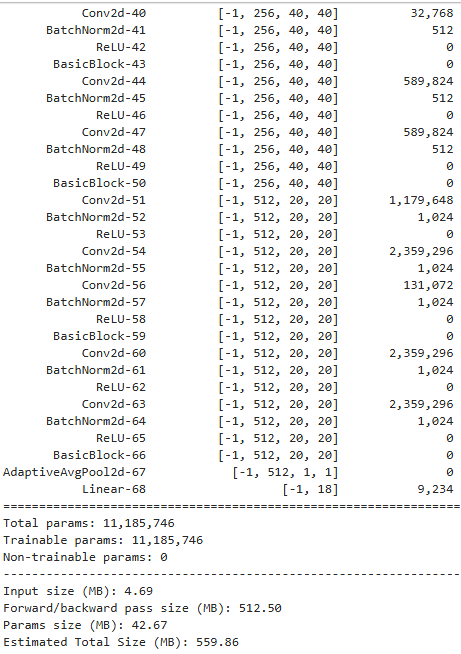 Conv2d-40 [-1, 256, 40, 40] 32,768
BatchNorm2d-41 [-1, 256, 40, 40] 512
ReLU-42 [-1, 256, 40, 40] 0
BasicBlock-43 [-1, 256, 40, 40] 0
Conv2d-44 [-1, 256, 40, 40] 589,824
BatchNorm2d-45 [-1, 256, 40, 40] 512
ReLU-46 [-1, 256, 40, 40] 0
Conv2d-47 [-1, 256, 40, 40] 589,824
BatchNorm2d-48 [-1, 256, 40, 40] 512
ReLU-49 [-1, 256, 40, 40] 0
BasicBlock-50 [-1, 256, 40, 40] 0
Conv2d-51 [-1, 512, 20, 20] 1,179,648
BatchNorm2d-52 [-1, 512, 20, 20] 1,024
ReLU-53 [-1, 512, 20, 20] 0
Conv2d-54 [-1, 512, 20, 20] 2,359,296
BatchNorm2d-55 [-1, 512, 20, 20] 1,024
Conv2d-56 [-1, 512, 20, 20] 131,072
BatchNorm2d-57 [-1, 512, 20, 20] 1,024
ReLU-58 [-1, 512, 20, 20] 0
BasicBlock-59 [-1, 512, 20, 20] 0
Conv2d-60 [-1, 512, 20, 20] 2,359,296
BatchNorm2d-61 [-1, 512, 20, 20] 1,024
ReLU-62 [-1, 512, 20, 20] 0
Conv2d-63 [-1, 512, 20, 20] 2,359,296
BatchNorm2d-64 [-1, 512, 20, 20] 1,024
ReLU-65 [-1, 512, 20, 20] 0
BasicBlock-66 [-1, 512, 20, 20] 0
AdaptiveAvgPool2d-67 [-1, 512, 1, 1] 0
Linear-68 [-1, 18] 9,234
================================================================
Total params: 11,185,746
Trainable params: 11,185,746
Non-trainable params: 0
----------------------------------------------------------------
Input size (MB): 4.69
Forward/backward pass size (MB): 512.50
Params size (MB): 42.67
Estimated Total Size (MB): 559.86